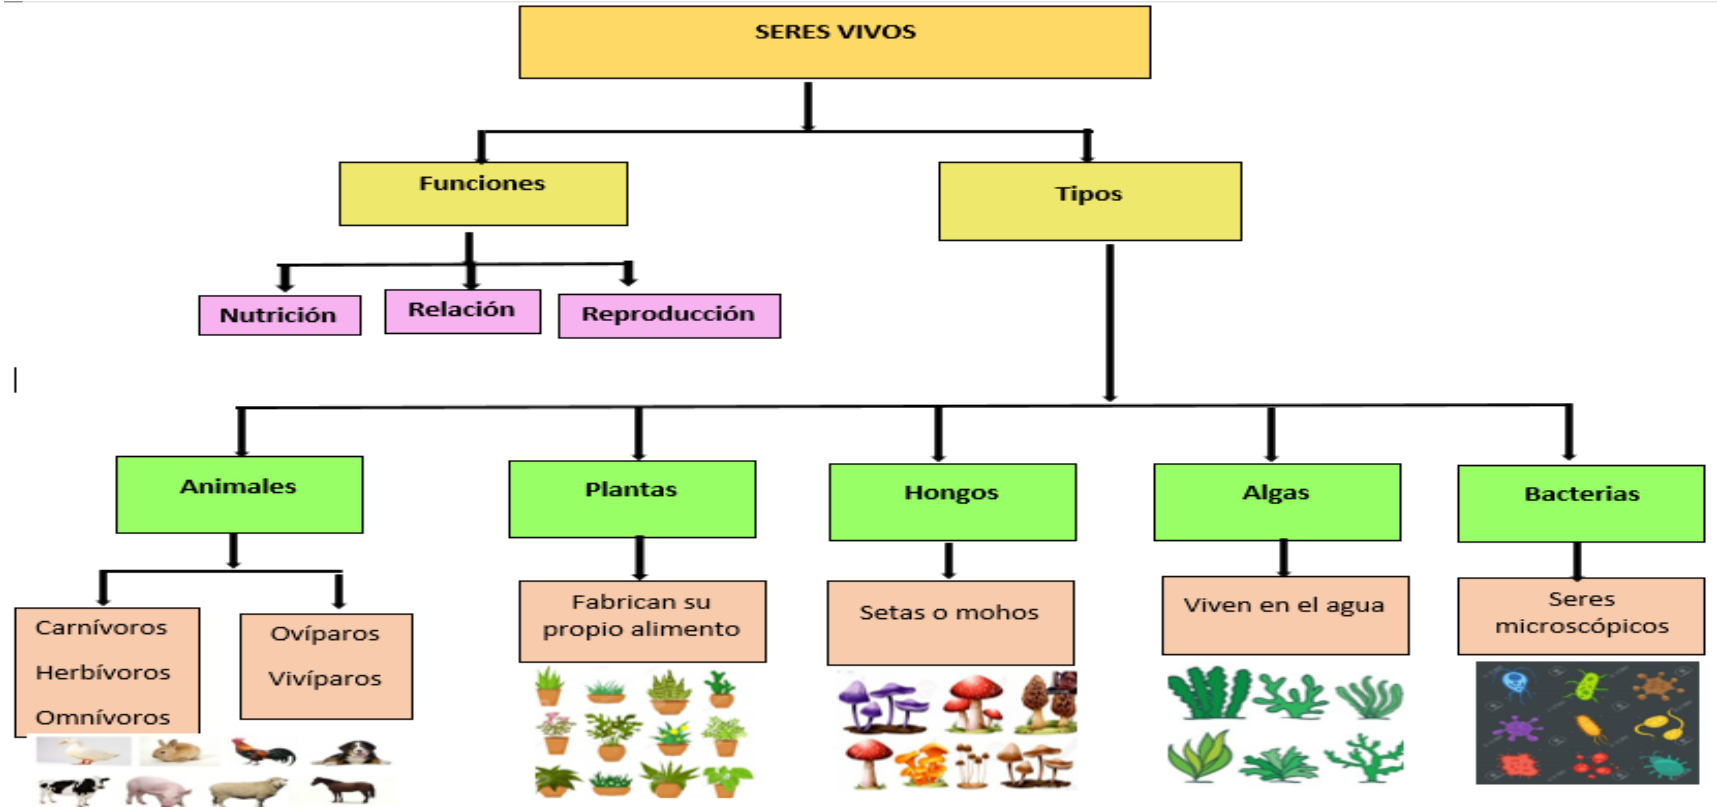 SERES VIVOS
Funciones
Tipos
Nutrición
Relación
Reproducción
Animales
Plantas
Hongos
Algas
Bacterias
Carnívoros
Herbívoros
Omnívoros
Ovíparos
Vivíparos
Fabrican su
propio alimento
Setas o mohos
Viven en el agua
Seres
microscópicos